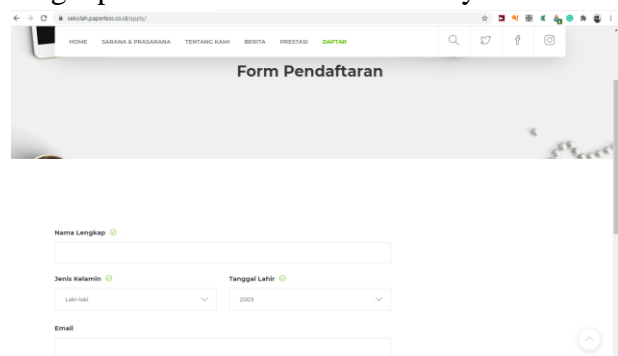 sekolah.paperless.co.id/apply/
HOME SARANA & PRASARANA TENTANG KAMI BERITA PRESTASI DAFTAR
Form Pendaftaran
Nama Lengkap
Jenis Kelamin Tanggal Lahir
Laki-laki 2003
Email